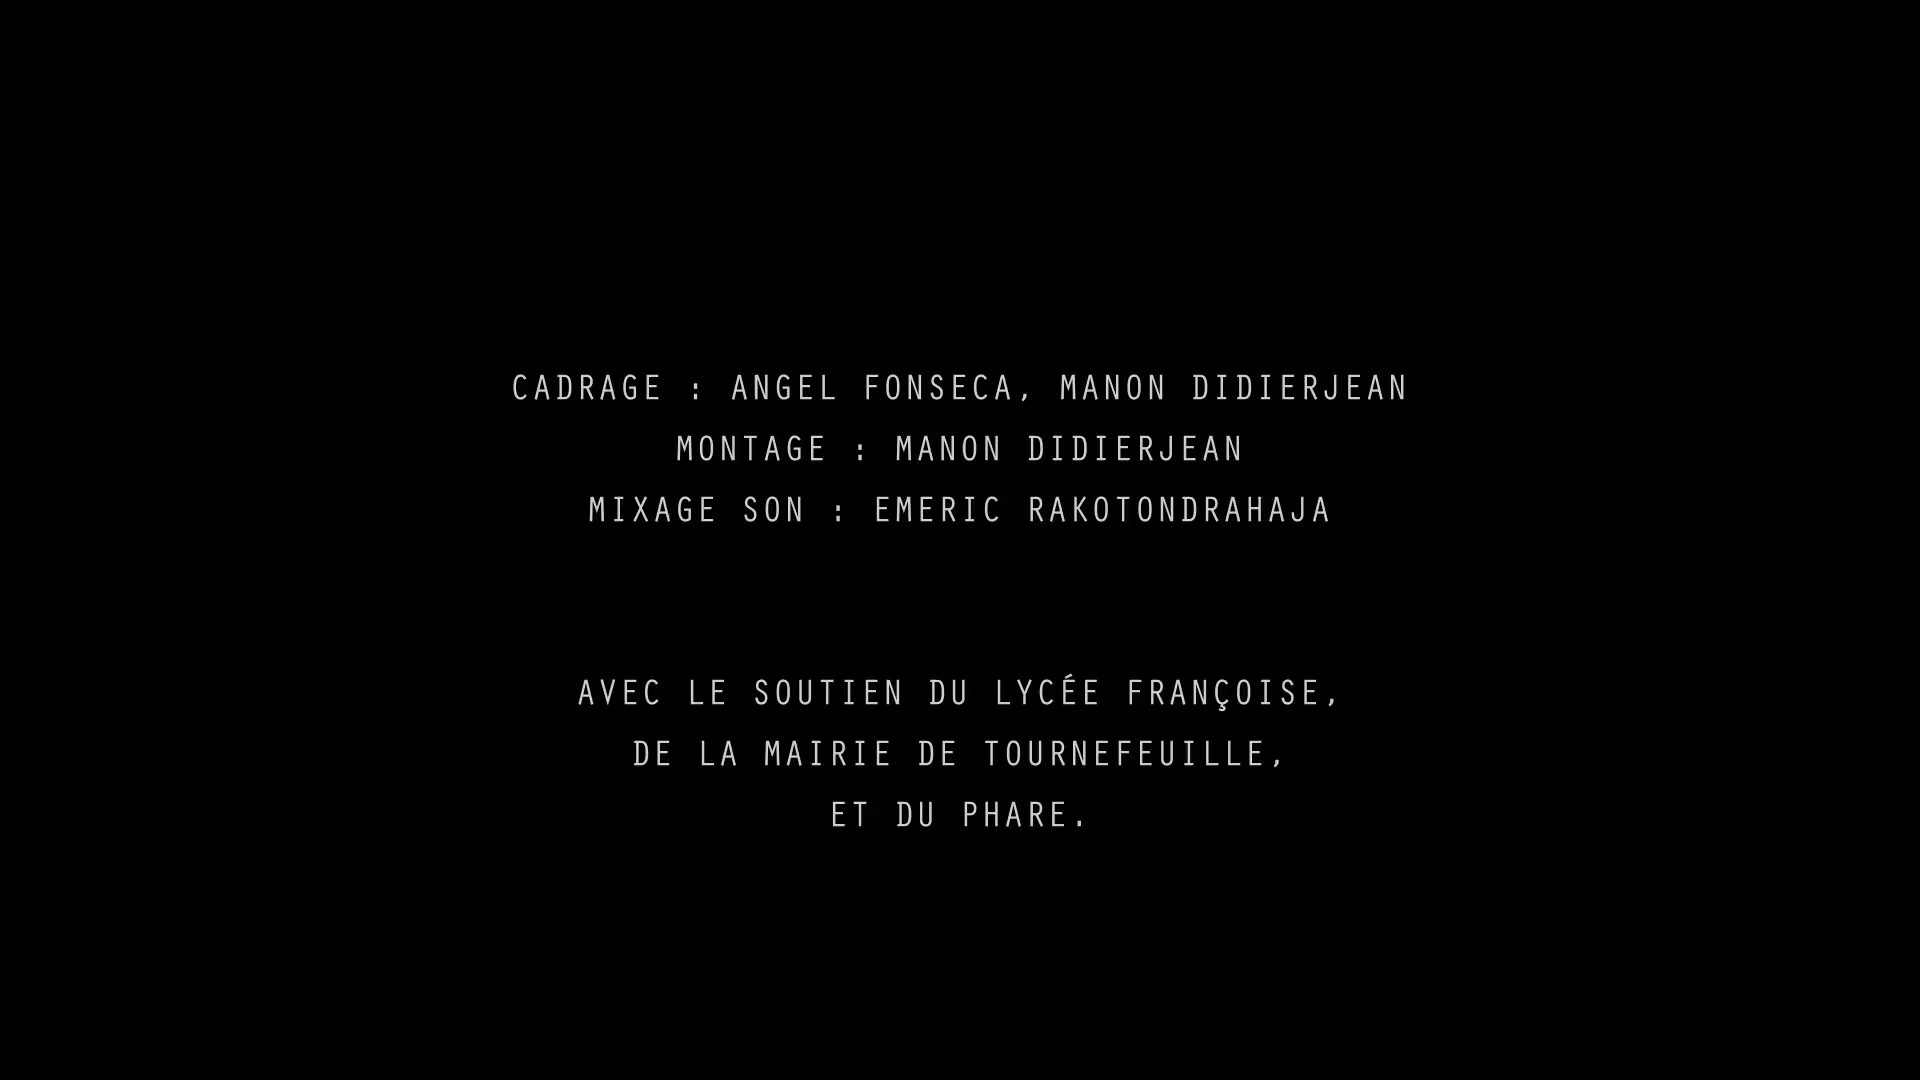 CADRAGE : ANGEL FONSECA, MANON DIDIERJEAN
MONTAGE : MANON DIDIERJEAN
MIXAGE SON : EMERIC RAKOTONDRAHAJA
AVEC LE SOUTIEN DU LYCÉE FRANÇOISE,
DE LA MAIRIE DE TOURNEFEUILLE,
ET DU PHARE.